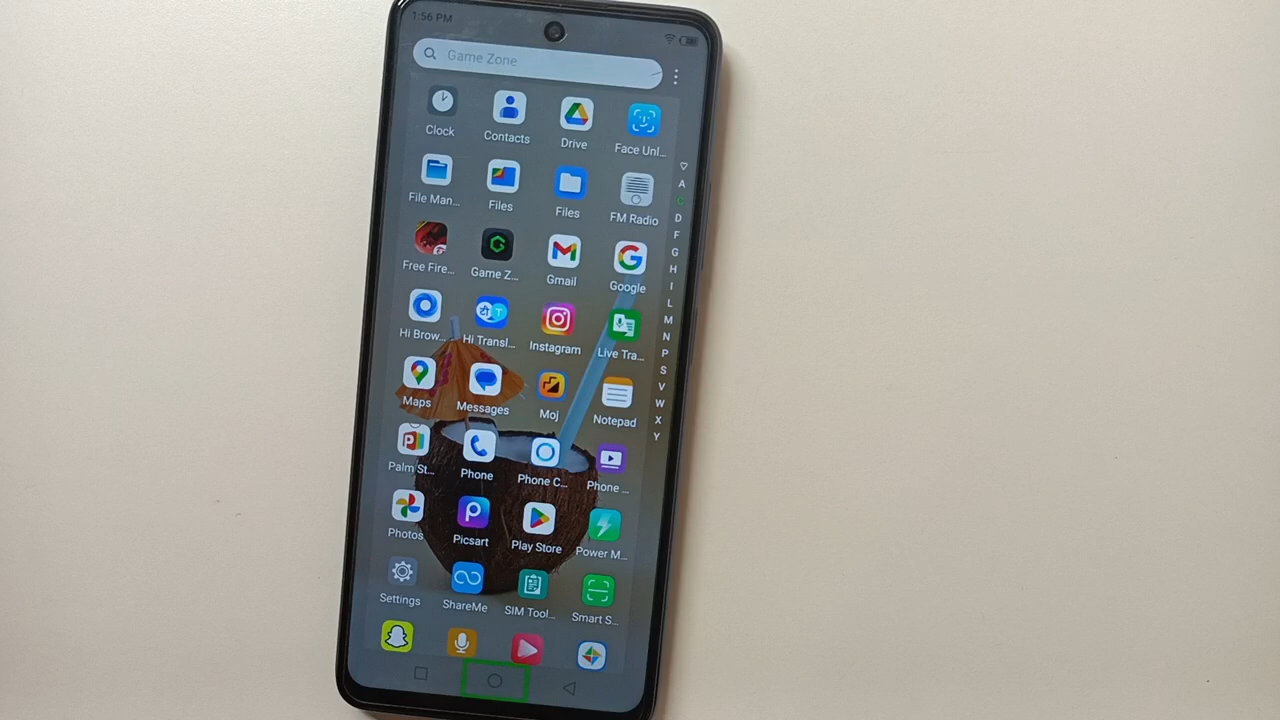 1:56 PM
Game Zone
Clock Contacts Drive Face Unl...
File Man... Files Files FM Radio
Free Fire... Game Z... Gmail Google
Hi Brow... Hi Transl... Instagram Live Tra...
Maps Messages Moj Notepad
Palm St... Phone Phone C... Phone ...
Photos Picsart Play Store Power M...
Settings ShareMe SIM Tool... Smart S...
A
C
D
F
G
H
I
L
M
N
P
S
V
W
X
Y